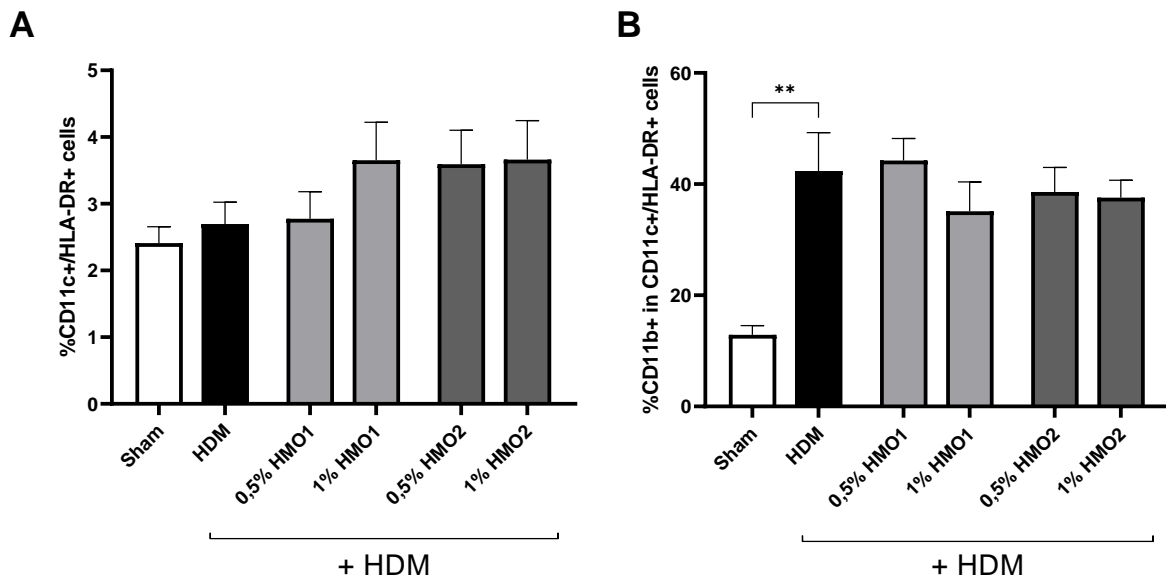 A
%CD11c+/HLA-DR+ cells
5
4
3
2
1
0
Sham
HDM
0,5% HMO1
1% HMO1
0,5% HMO2
1% HMO2
+ HDM
B
%CD11b+ in CD11c+/HLA-DR+ cells
60
40
20
0
**
Sham
HDM
0,5% HMO1
1% HMO1
0,5% HMO2
1% HMO2
+ HDM